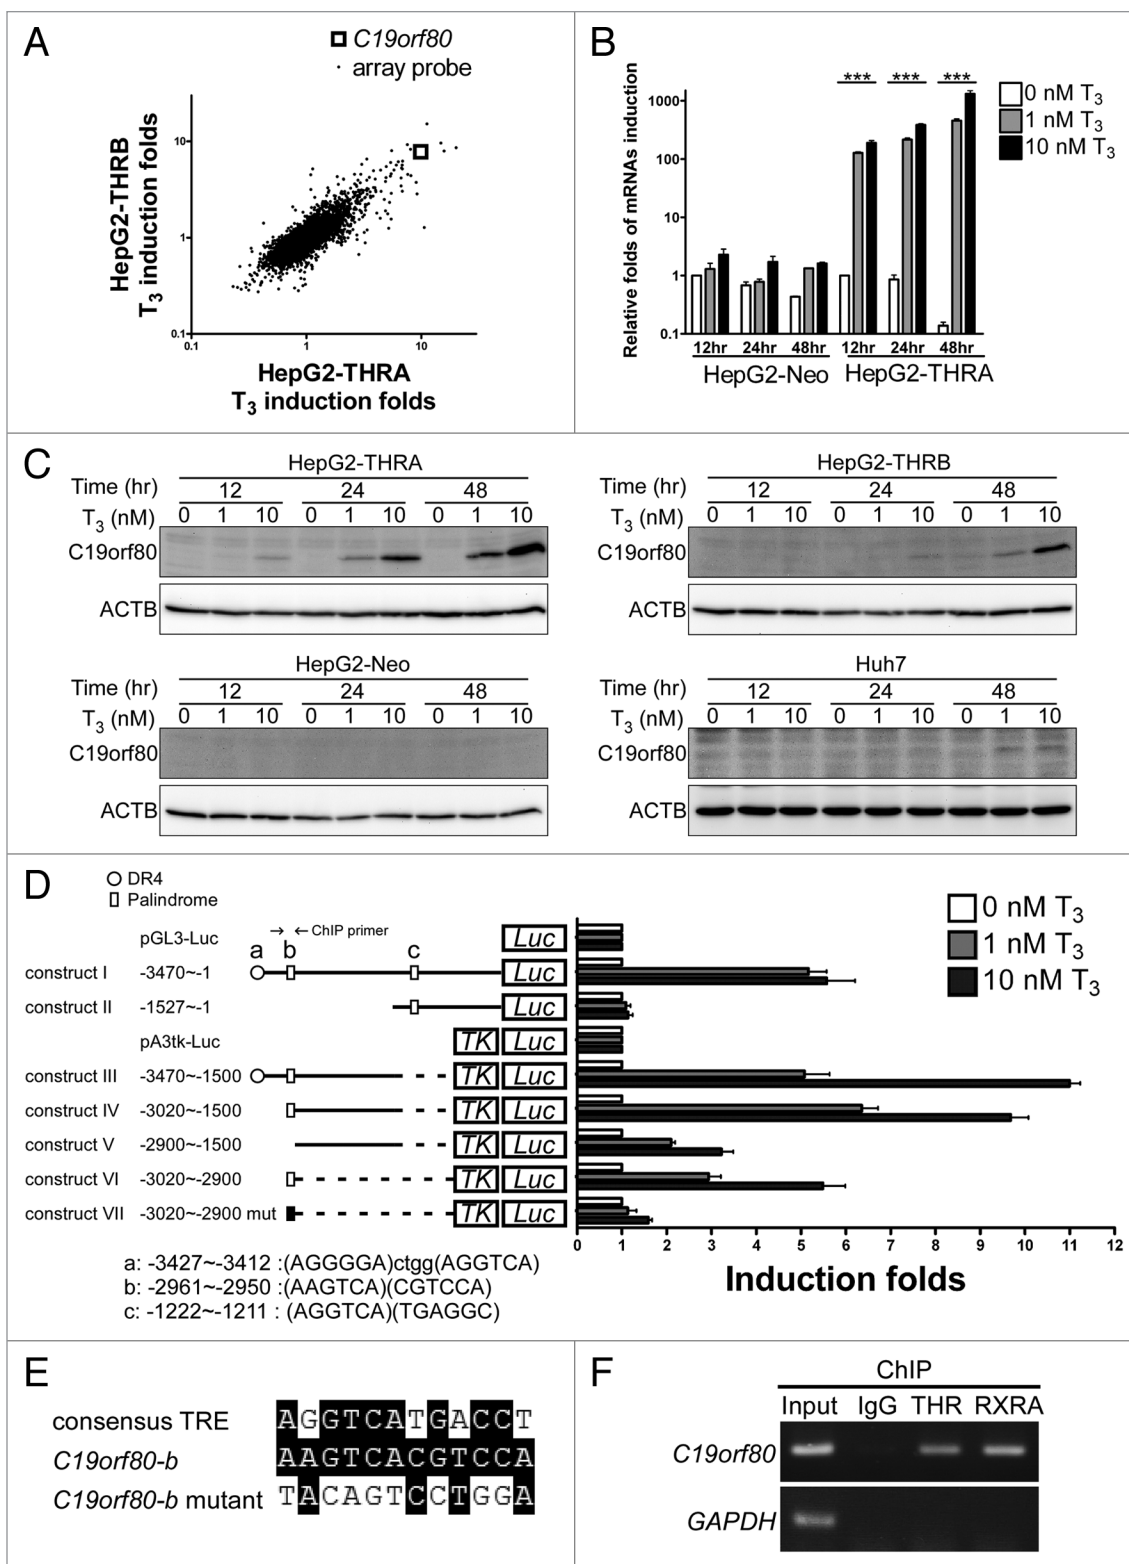 A
C19orf80
array probe
HepG2-THRB
T3 induction folds
10
1
0.1
0.1
1
10
HepG2-THRA
T3 induction folds
B
Relative folds of mRNAs induction
1000
100
10
1
0.1
*** *** ***
0 nM T3
1 nM T3
10 nM T3
12hr 24hr 48hr 12hr 24hr 48hr
HepG2-Neo HepG2-THRA
C
HepG2-THRA
Time (hr) 12 24 48
T3 (nM) 0 1 10 0 1 10 0 1 10
C19orf80
ACTB
HepG2-THRB
Time (hr) 12 24 48
T3 (nM) 0 1 10 0 1 10 0 1 10
C19orf80
ACTB
HepG2-Neo
Time (hr) 12 24 48
T3 (nM) 0 1 10 0 1 10 0 1 10
C19orf80
ACTB
Huh7
Time (hr) 12 24 48
T3 (nM) 0 1 10 0 1 10 0 1 10
C19orf80
ACTB
D
DR4
Palindrome
→ ← ChIP primer
a b c
0 nM T3
1 nM T3
10 nM T3
pGL3-Luc Luc
construct I -3470~-1 Luc
construct II -1527~-1 Luc
pA3tk-Luc TK Luc
construct III -3470~-1500 TK Luc
construct IV -3020~-1500 TK Luc
construct V -2900~-1500 TK Luc
construct VI -3020~-2900 TK Luc
construct VII -3020~-2900 mut TK Luc
0 1 2 3 4 5 6 7 8 9 10 11 12
Induction folds
a: -3427~-3412 :(AGGGGA)ctgg(AGGTCA)
b: -2961~-2950 :(AAGTCA)(CGTCCA)
c: -1222~-1211 : (AGGTCA)(TGAGGC)
E
consensus TRE AGGTCATGACCT
C19orf80-b AAGTCACGTCCA
C19orf80-b mutant TACAGTCCTGGA
F
ChIP
Input IgG THR RXRA
C19orf80
GAPDH